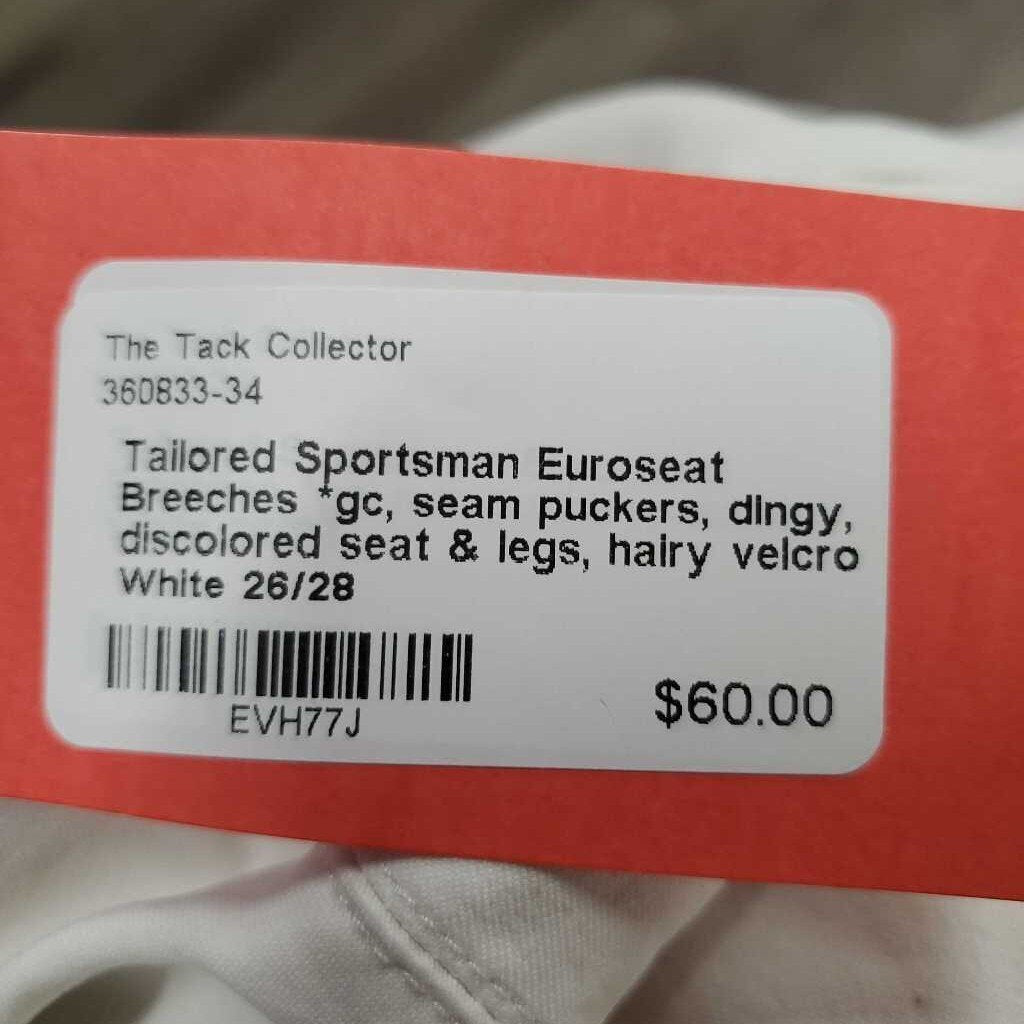 The Tack Collector
360833-34
Tailored Sportsman Euroseat
Breeches *gc, seam puckers, dingy,
discolored seat & legs, hairy velcro
White 26/28
EVH77J
$60.00